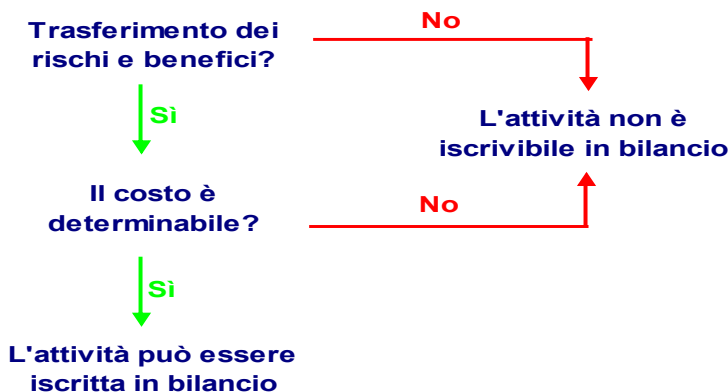 Trasferimento dei
rischi e benefici?
No
Sì
L'attività non è
iscrivibile in bilancio
Il costo è
determinabile?
No
Sì
L'attività può essere
iscritta in bilancio